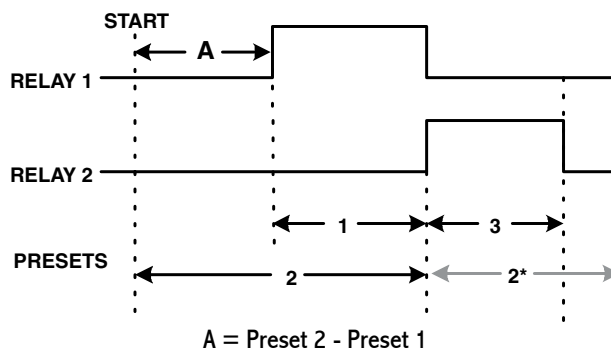 START
A
RELAY 1
RELAY 2
1
3
PRESETS
2
2*
A = Preset 2 - Preset 1